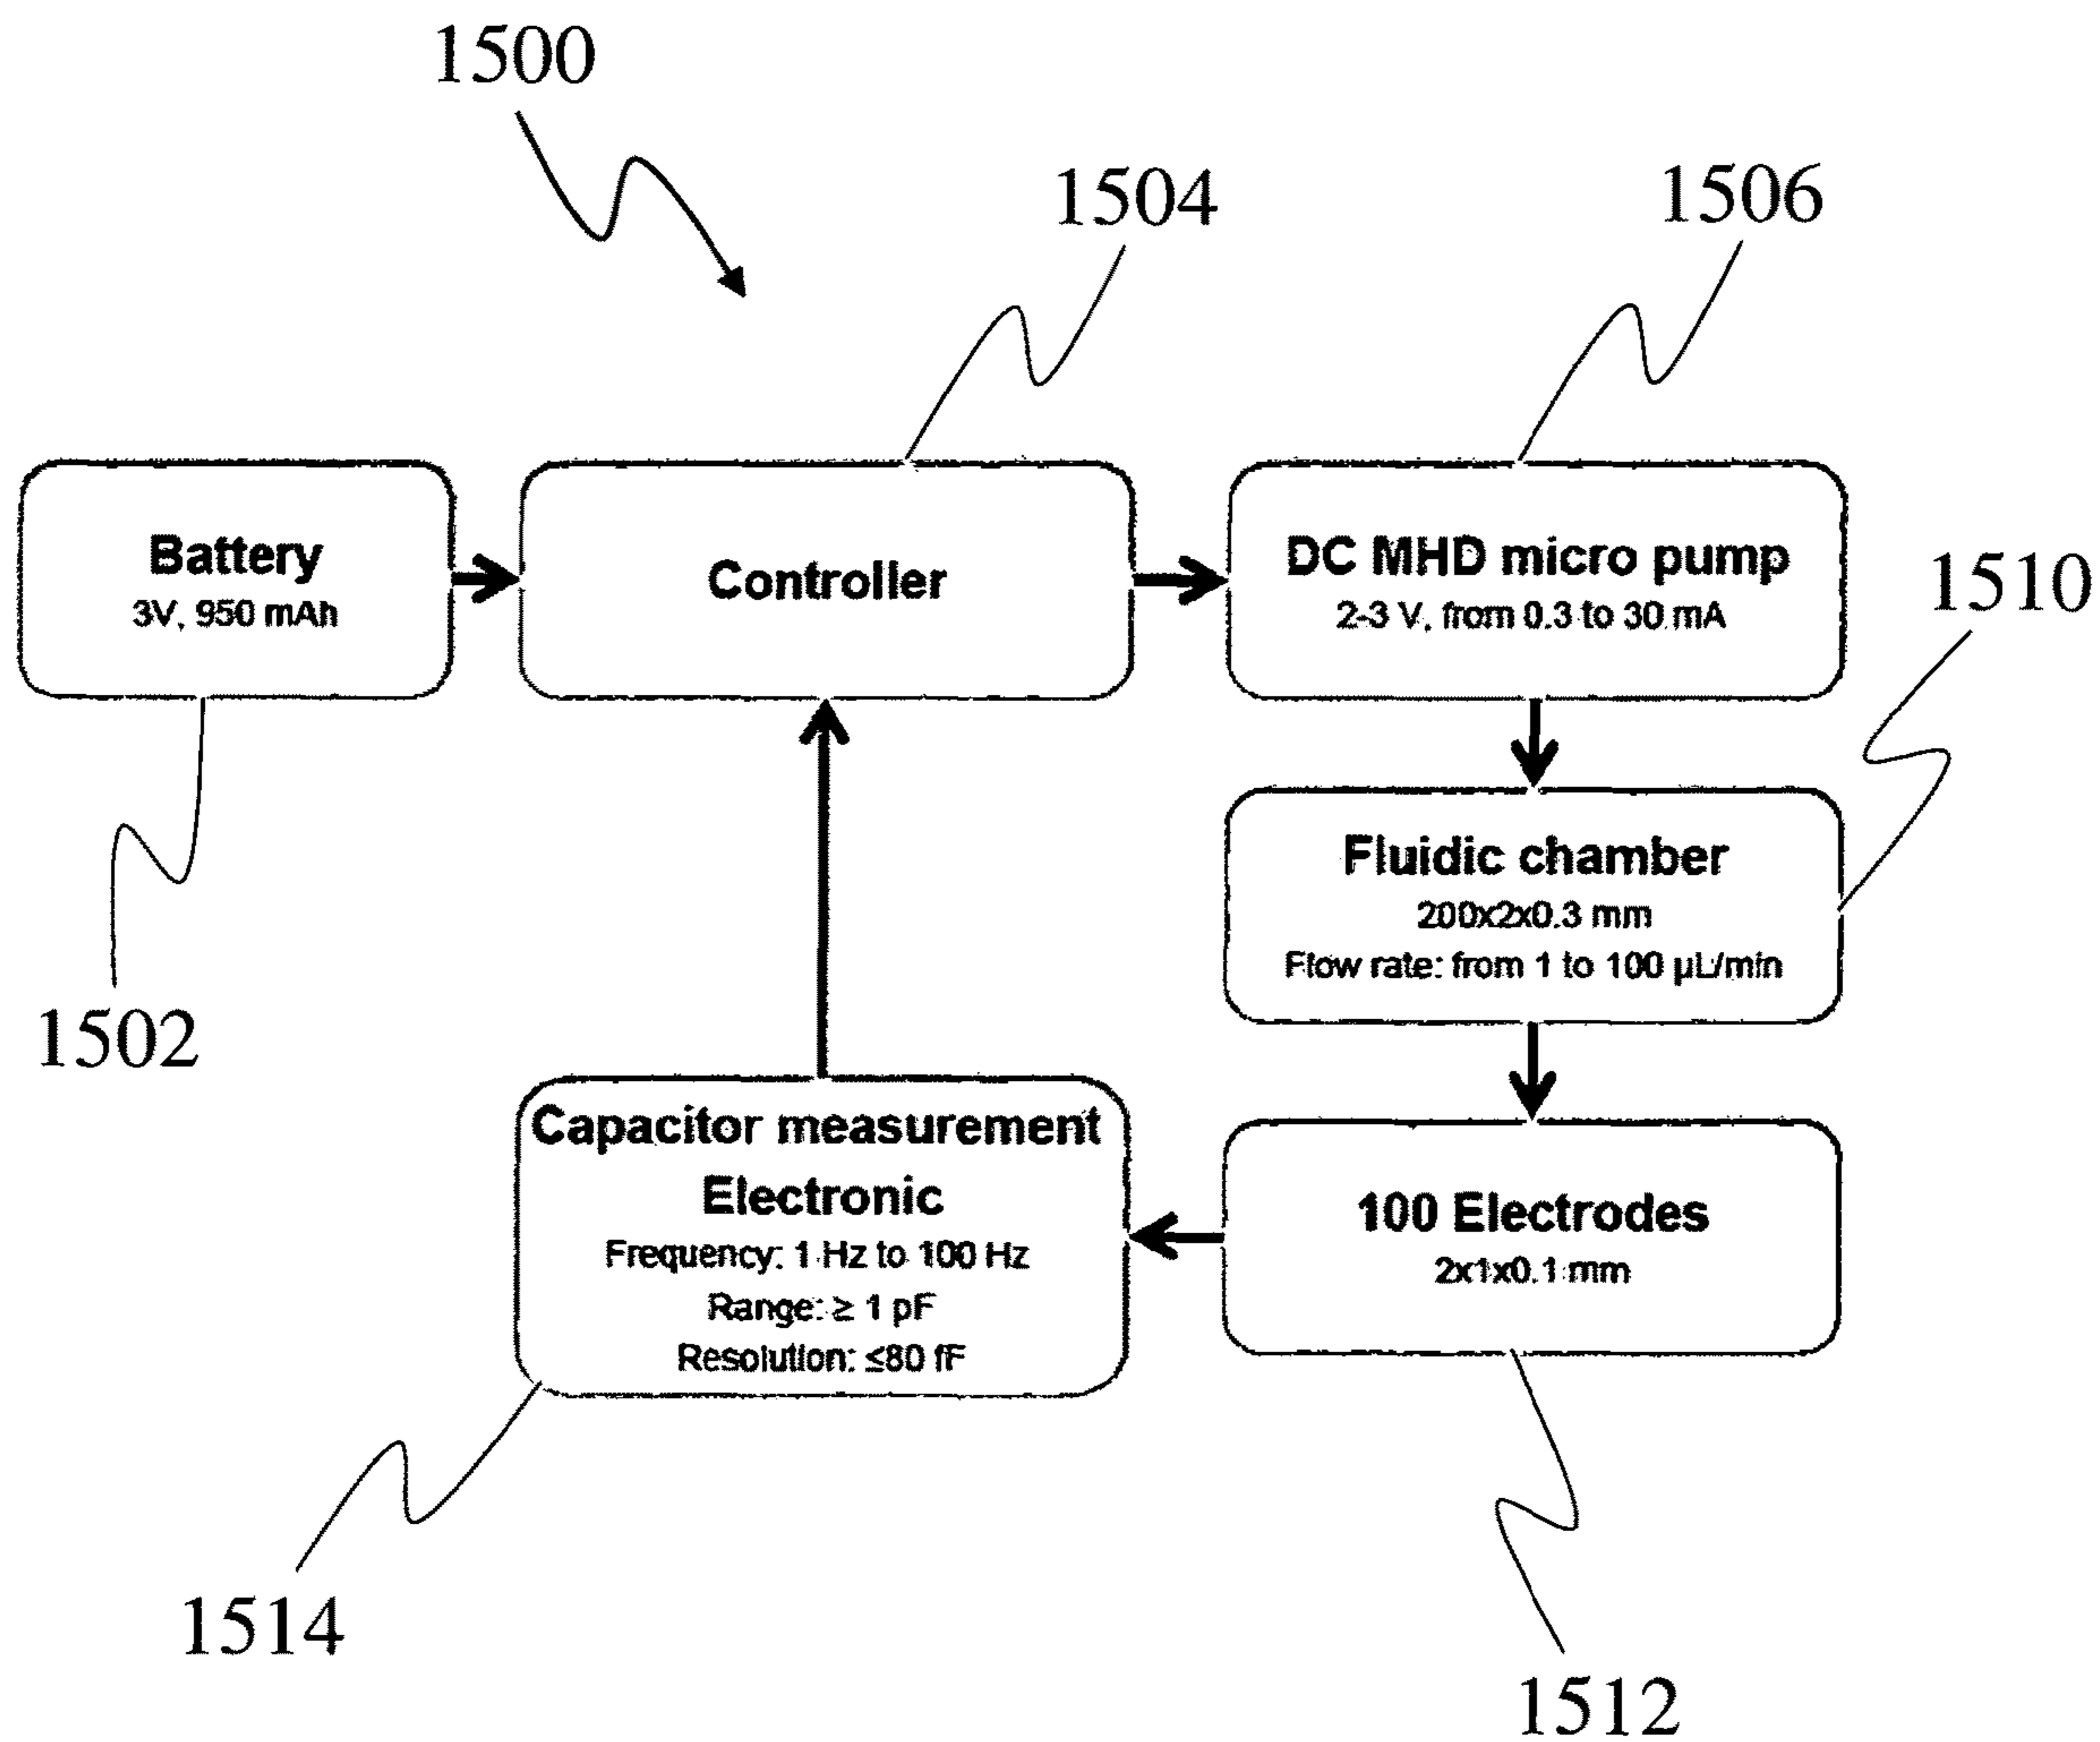 1500
1504
1506
Battery
3V, 950 mAh
Controller
DC MHD micro pump
2-3 V, from 0.3 to 30 mA
1510
Fluidic chamber
200x2x0.3 mm
Flow rate: from 1 to 100 µL/min
1502
Capacitor measurement
Electronic
Frequency: 1 Hz to 100 Hz
Range: ≥ 1 pF
Resolution: ≤80 fF
100 Electrodes
2x1x0.1 mm
1514
1512